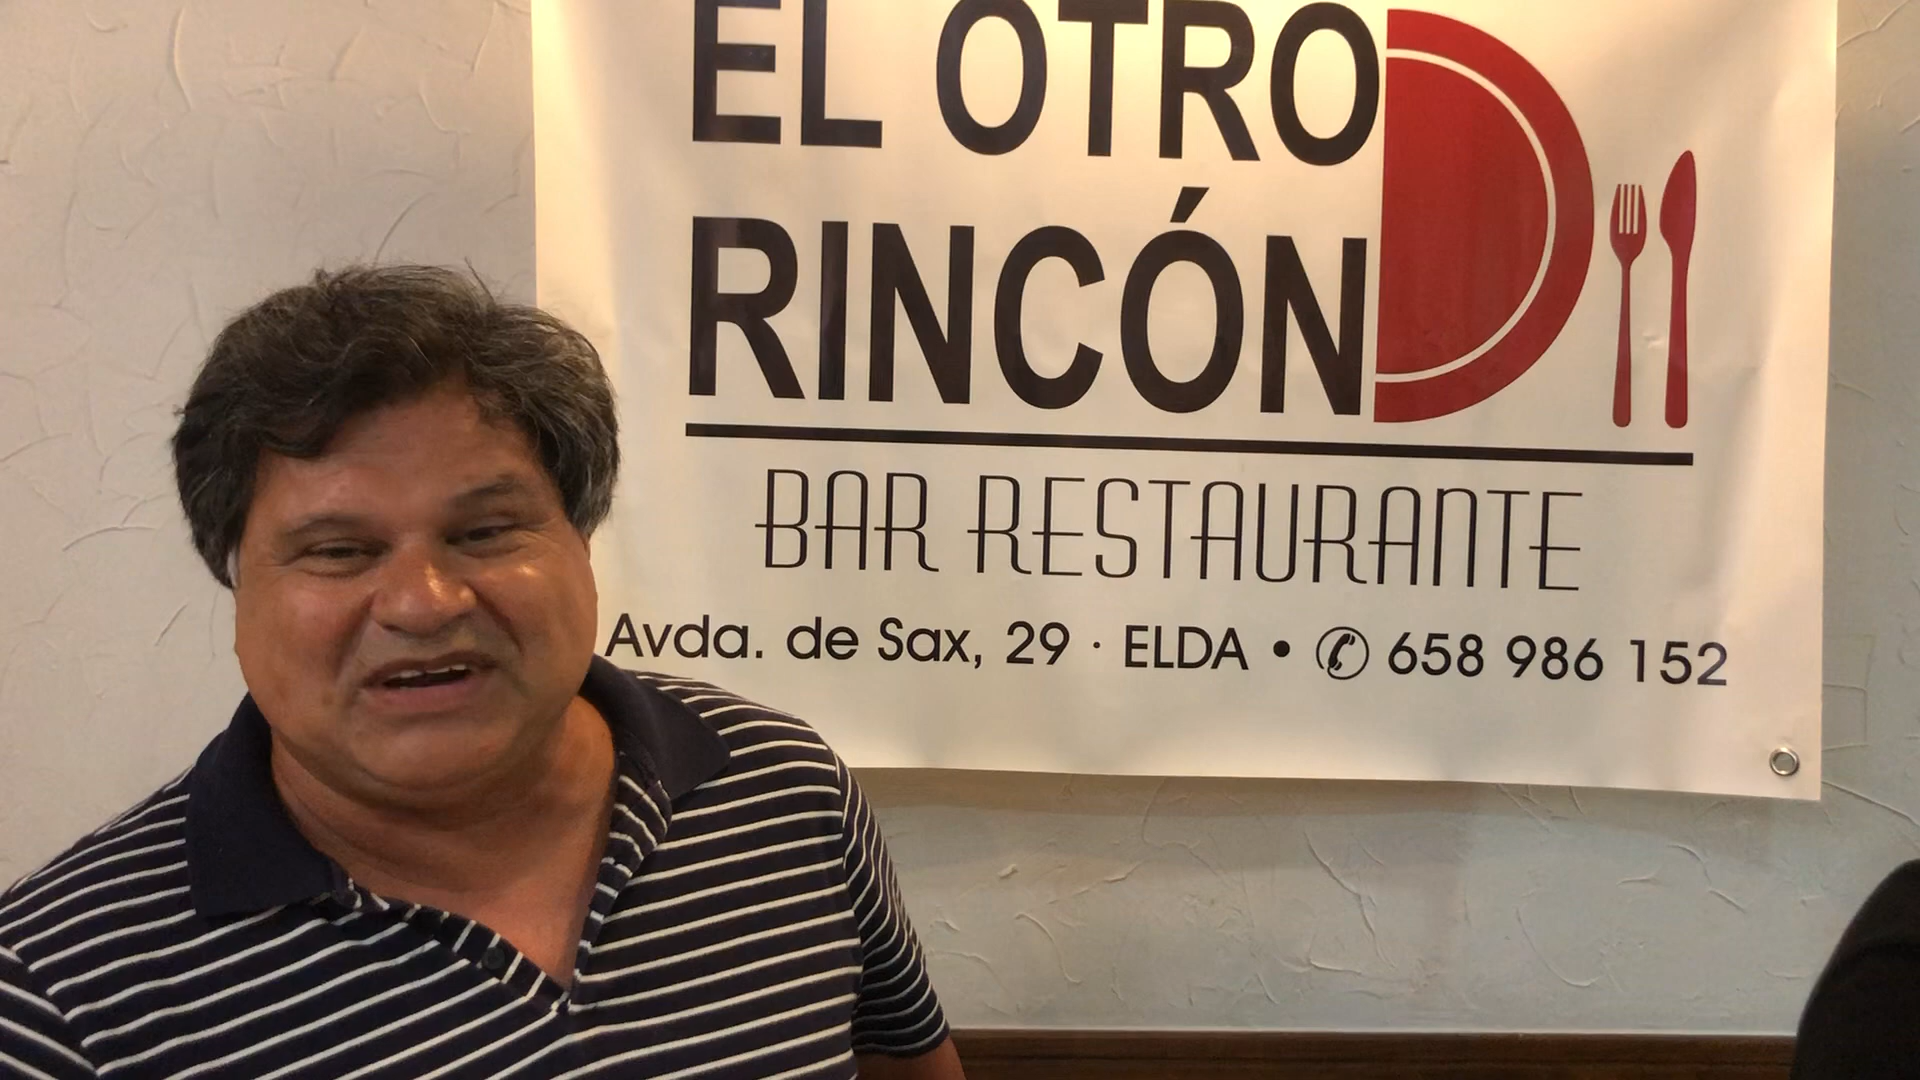 EL OTRO
RINCÓN
BAR RESTAURANTE
Avda. de Sax, 29 · ELDA • ✆ 658 986 152